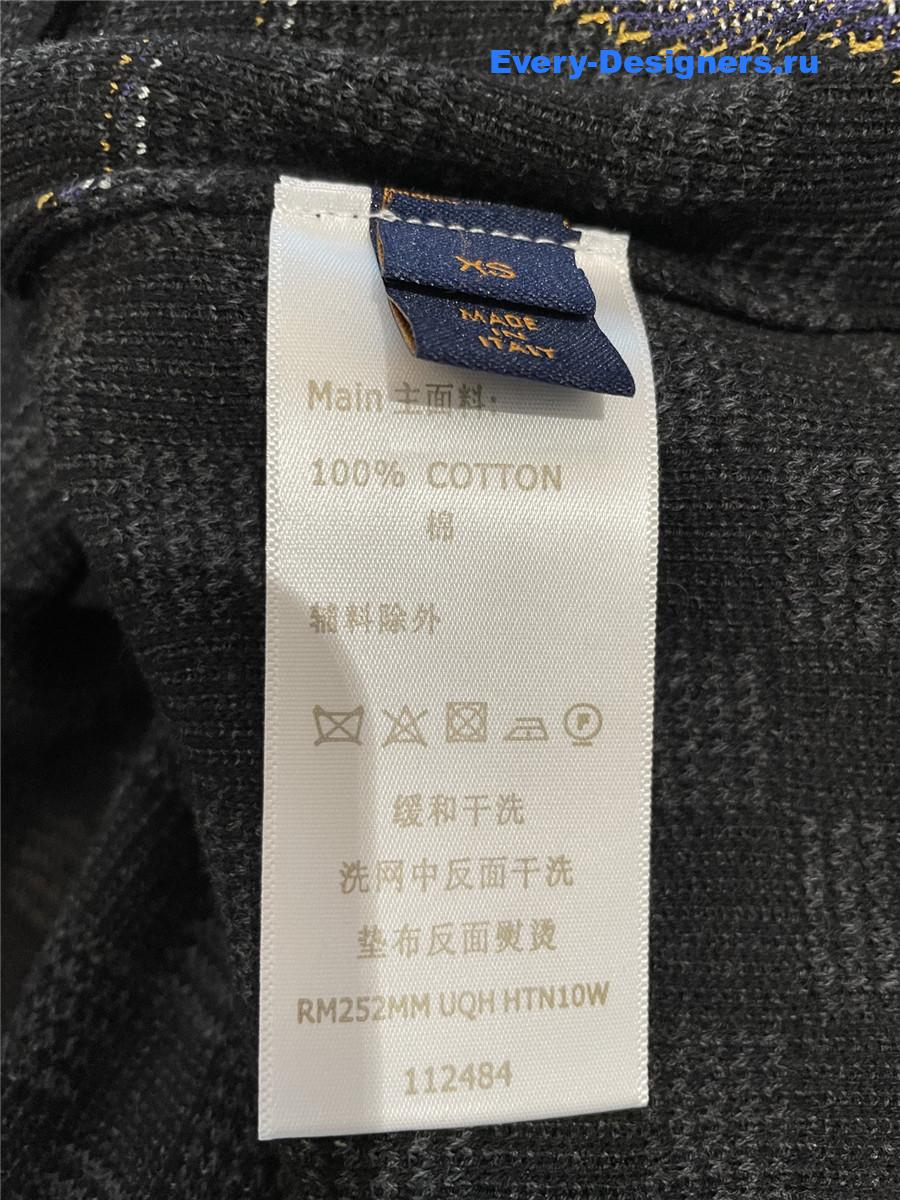 Every-Designers.ru
XS
MADE
IN
ITALY
Main 主面料:
100% COTTON
棉
辅料除外
F
缓和干洗
洗网中反面干洗
垫布反面熨烫
RM252MM UQH HTN10W
112484